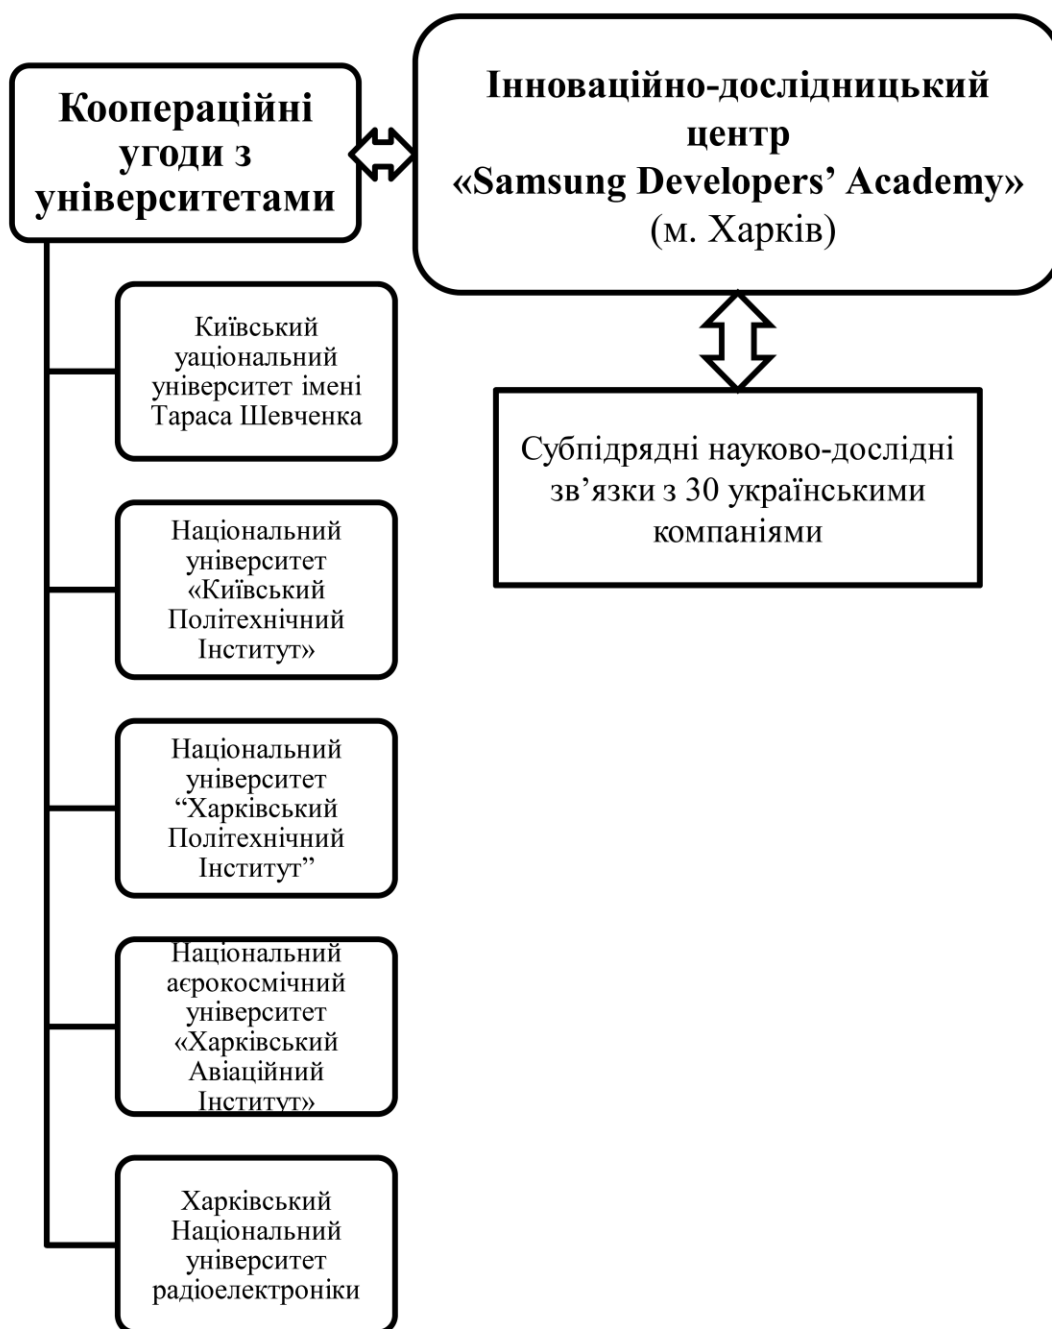 Коопераційні
угоди з
університетами
Інноваційно-дослідницький
центр
«Samsung Developers’ Academy»
(м. Харків)
Київський
уаціональний
університет імені
Тараса Шевченка
Національний
університет
«Київський
Політехнічний
Інститут»
Національний
університет
“Харківський
Політехнічний
Інститут”
Національний
аєрокосмічний
університет
«Харківський
Авіаційний
Інститут»
Харківський
Національний
університет
радіоелектроніки
Субпідрядні науково-дослідні
зв’язки з 30 українськими
компаніями